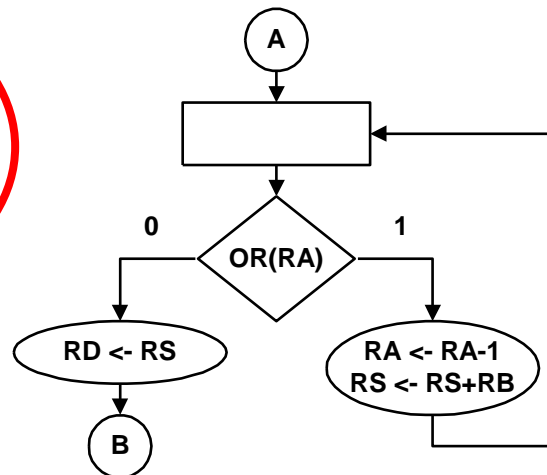 A
0
1
OR(RA)
RD <- RS
RA <- RA-1
RS <- RS+RB
B